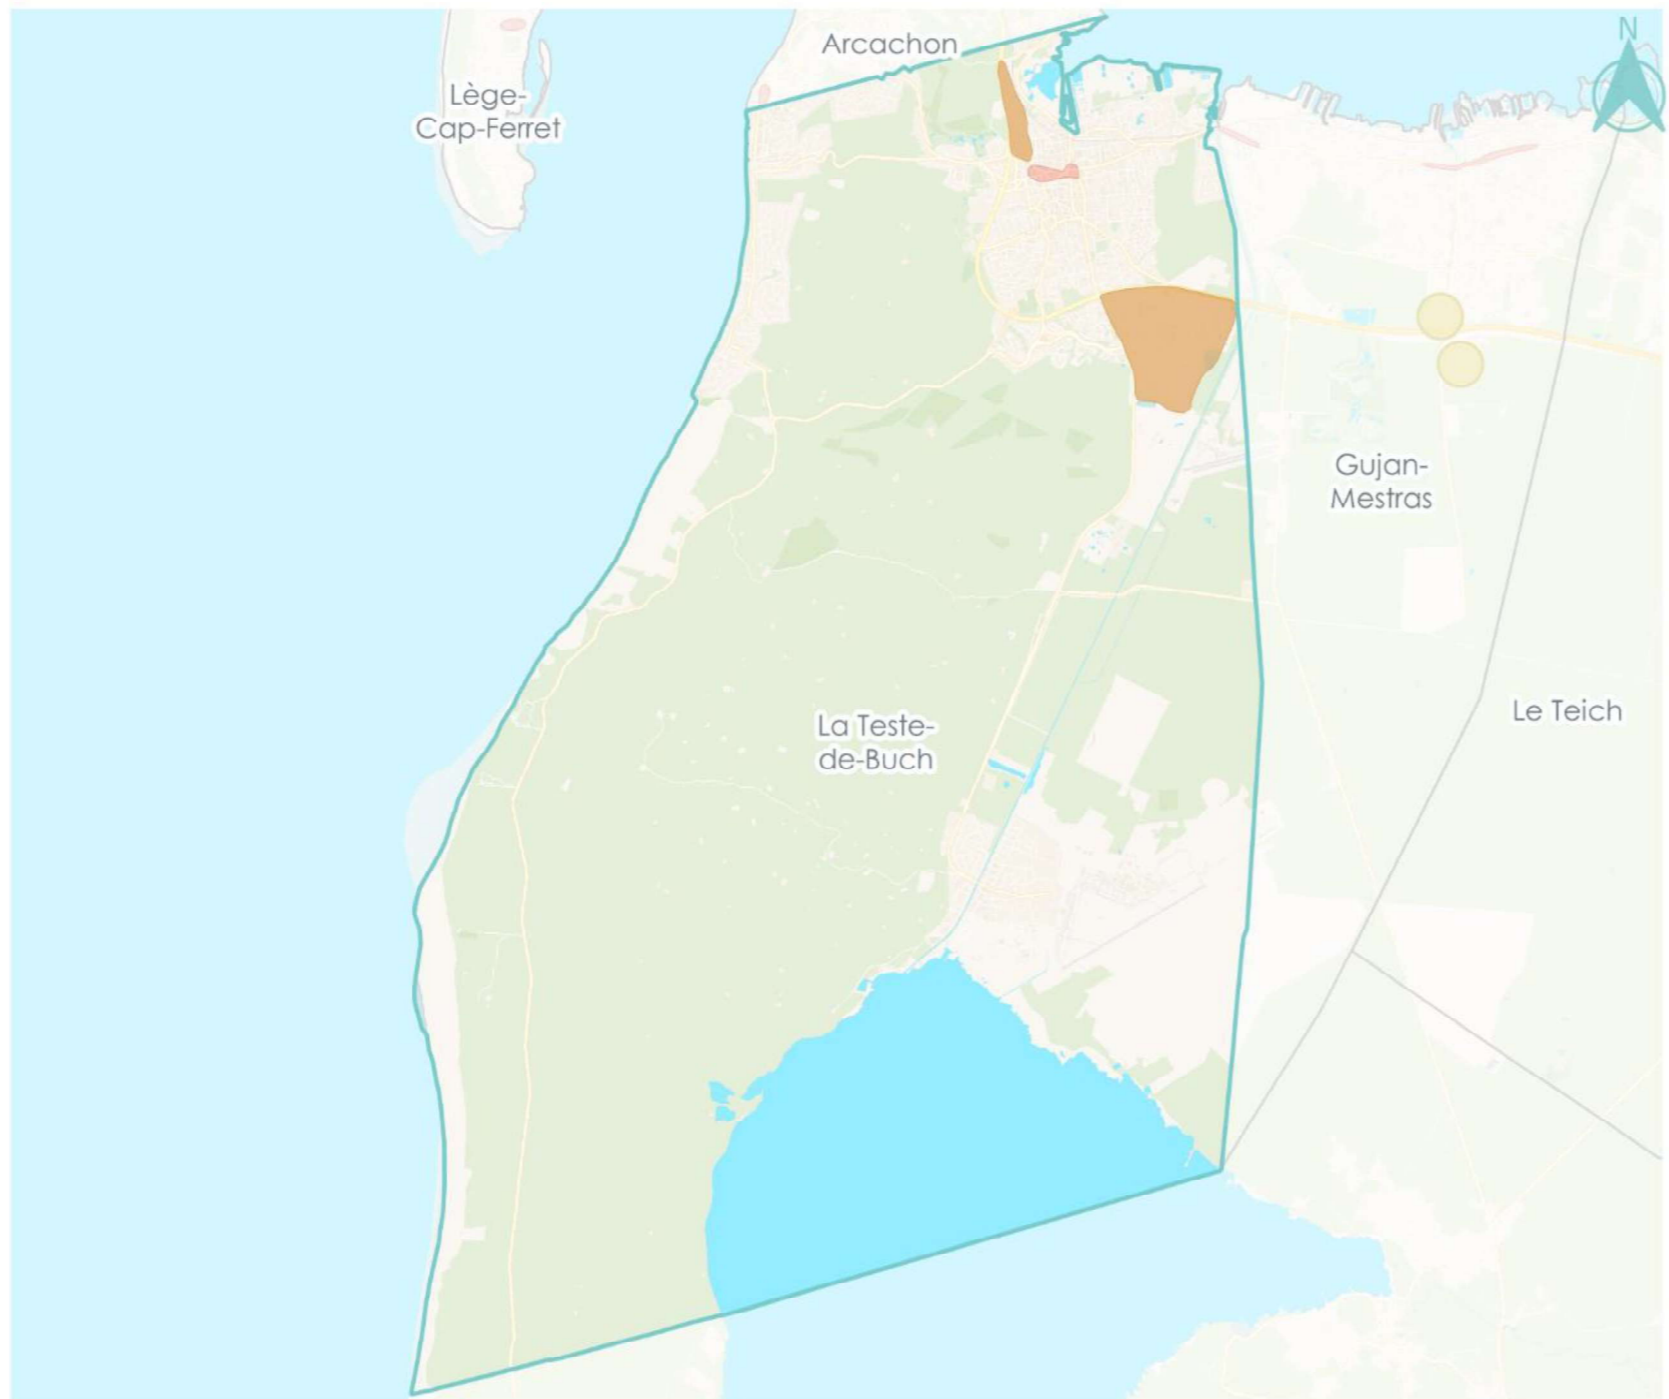 Arcachon
N
Lège-
Cap-Ferret
Gujan-
Mestras
La Teste-
de-Buch
Le Teich